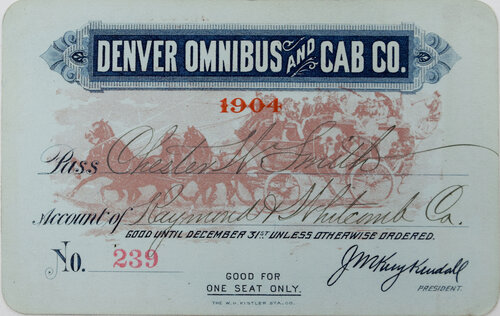 DENVER OMNIBUS AND CAB CO.
1904
Pass Chester W. Smith
Account of Raymond & Whitcomb Co.
GOOD UNTIL DECEMBER 31ST UNLESS OTHERWISE ORDERED.
No. 239
GOOD FOR
ONE SEAT ONLY.
PRESIDENT.
THE W.H. KISTLER STA. CO.